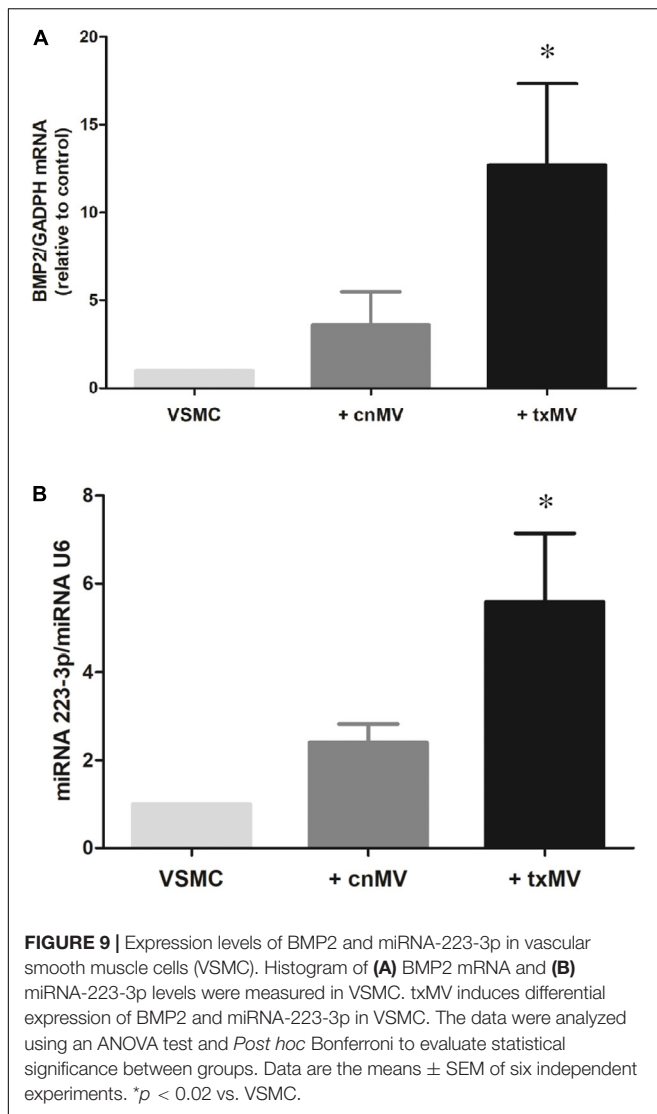 A
20
15
10
5
0
BMP2/GADPH mRNA
(relative to control)
*
VSMC
+ cnMV
+ txMV
B
8
6
4
2
0
miRNA 223-3p/miRNA U6
*
VSMC
+ cnMV
+ txMV
FIGURE 9 | Expression levels of BMP2 and miRNA-223-3p in vascular
smooth muscle cells (VSMC). Histogram of (A) BMP2 mRNA and (B)
miRNA-223-3p levels were measured in VSMC. txMV induces differential
expression of BMP2 and miRNA-223-3p in VSMC. The data were analyzed
using an ANOVA test and Post hoc Bonferroni to evaluate statistical
significance between groups. Data are the means ± SEM of six independent
experiments. *p < 0.02 vs. VSMC.